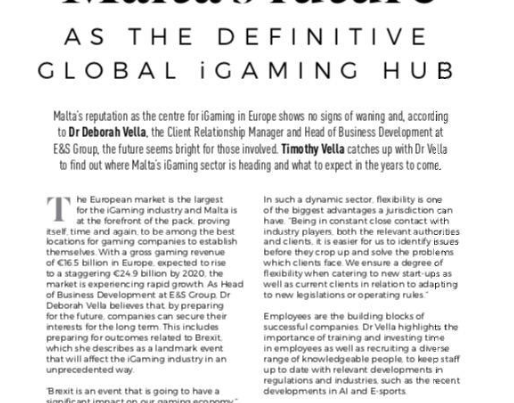 Malta's future
AS THE DEFINITIVE
GLOBAL iGAMING HUB
Malta's reputation as the centre for iGaming in Europe shows no signs of waning and, according
to Dr Deborah Vella, the Client Relationship Manager and Head of Business Development at
E&S Group, the future seems bright for those involved. Timothy Vella catches up with Dr Vella
to find out where Malta's iGaming sector is heading and what to expect in the years to come.
The European market is the largest
for the iGaming industry and Malta is
at the forefront of the pack, proving
itself, time and again, to be among the best
locations for gaming companies to establish
themselves. With a gross gaming revenue
of €16.5 billion in Europe, expected to rise
to a staggering €24.9 billion by 2020, the
market is experiencing rapid growth. As Head
of Business Development at E&S Group, Dr
Deborah Vella believes that by preparing
for the future, companies can secure their
interests for the long term. This includes
preparing for outcomes related to Brexit,
which she describes as a landmark event
that will affect the iGaming industry in an
unprecedented way.
"Brexit is an event that is going to have a
significant impact on our gaming economy."
In such a dynamic sector, flexibility is one
of the biggest advantages a jurisdiction can
have. "Being in constant close contact with
industry players, both the relevant authorities
and clients, it is easier for us to identify issues
before they crop up and solve the problems
which clients face. We ensure a degree of
flexibility when catering to new start-ups as
well as current clients in relation to adapting
to new legislations or operating rules."
Employees are the building blocks of
successful companies. Dr Vella highlights the
importance of training and investing time
in employees as well as recruiting a diverse
range of knowledgeable people, to keep staff
up to date with relevant developments in
regulations and industries, such as the recent
developments in AI and E-sports.